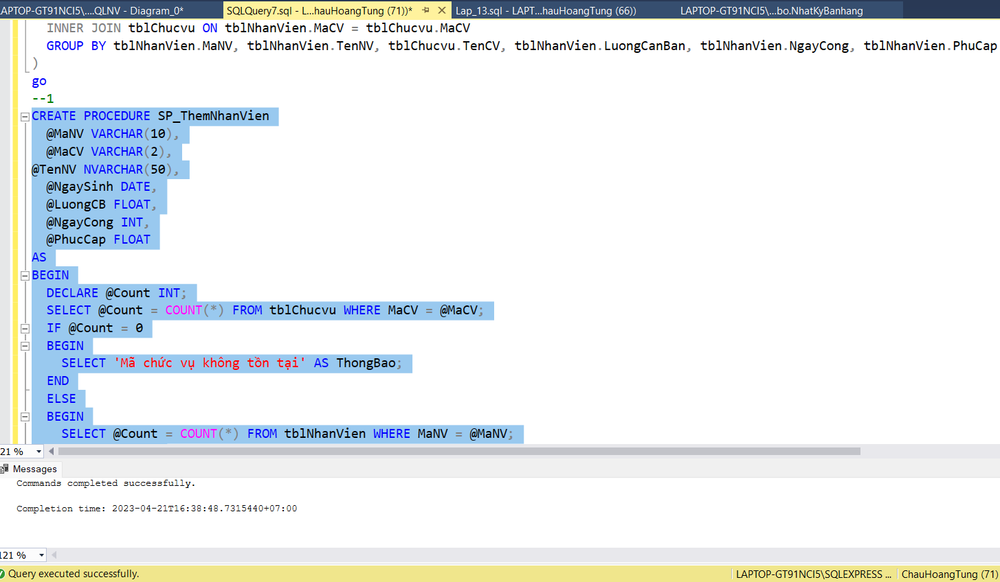 LAPTOP-GT91NCI5\....QLNV - Diagram_0*
SQLQuery7.sql - L...hauHoangTung (71))*
Lap_13.sql - LAPT...hauHoangTung (66))
LAPTOP-GT91NCI5\...bo.NhatKyBanhang
INNER JOIN tblChucvu ON tblNhanVien.MaCV = tblChucvu.MaCV
GROUP BY tblNhanVien.MaNV, tblNhanVien.TenNV, tblChucvu.TenCV, tblNhanVien.LuongCanBan, tblNhanVien.NgayCong, tblNhanVien.PhuCap
)
go
--1
CREATE PROCEDURE SP_ThemNhanVien
@MaNV VARCHAR(10),
@MaCV VARCHAR(2),
@TenNV NVARCHAR(50),
@NgaySinh DATE,
@LuongCB FLOAT,
@NgayCong INT,
@PhucCap FLOAT
AS
BEGIN
DECLARE @Count INT;
SELECT @Count = COUNT(*) FROM tblChucvu WHERE MaCV = @MaCV;
IF @Count = 0
BEGIN
SELECT 'Mã chức vụ không tồn tại' AS ThongBao;
END
ELSE
BEGIN
SELECT @Count = COUNT(*) FROM tblNhanVien WHERE MaNV = @MaNV;
21 %
Messages
Commands completed successfully.
Completion time: 2023-04-21T16:38:48.7315440+07:00
121 %
Query executed successfully.
LAPTOP-GT91NCI5\SQLEXPRESS ...
ChauHoangTung (71)